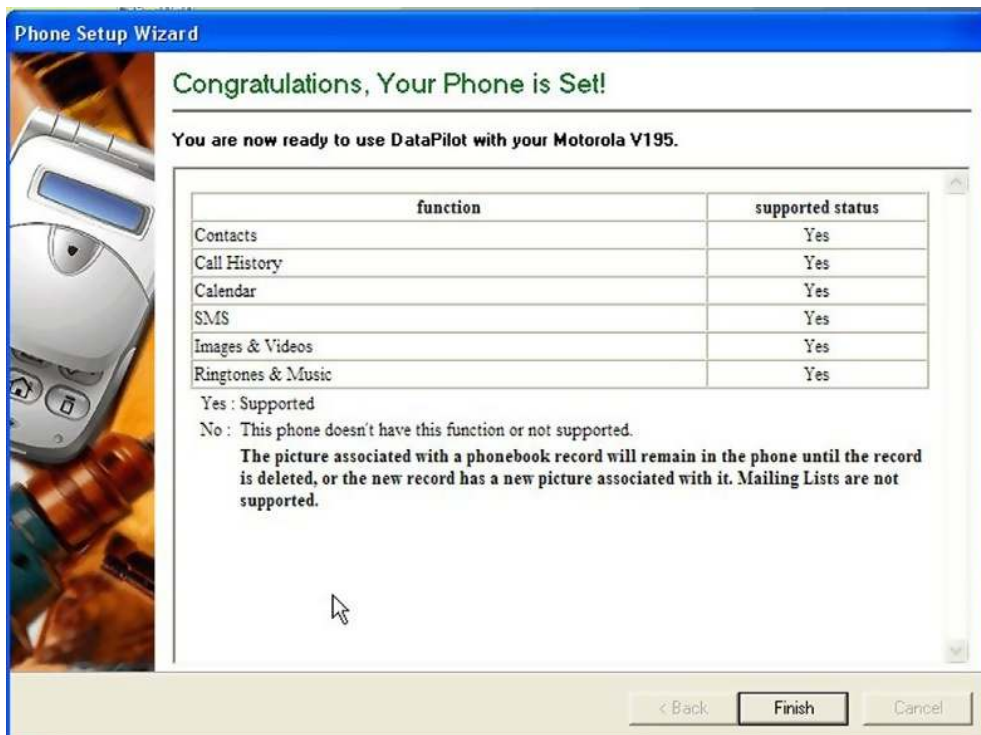 Phone Setup Wizard
Congratulations, Your Phone is Set!
You are now ready to use DataPilot with your Motorola V195.
function supported status
Contacts Yes
Call History Yes
Calendar Yes
SMS Yes
Images & Videos Yes
Ringtones & Music Yes
Yes : Supported
No : This phone doesn't have this function or not supported.
The picture associated with a phonebook record will remain in the phone until the record
is deleted, or the new record has a new picture associated with it. Mailing Lists are not
supported.
< Back Finish Cancel